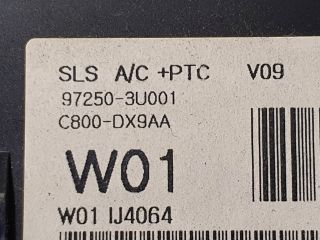 SLS A/C +PTC V09
97250-3U001
C800-DX9AA
W01
W01 IJ4064